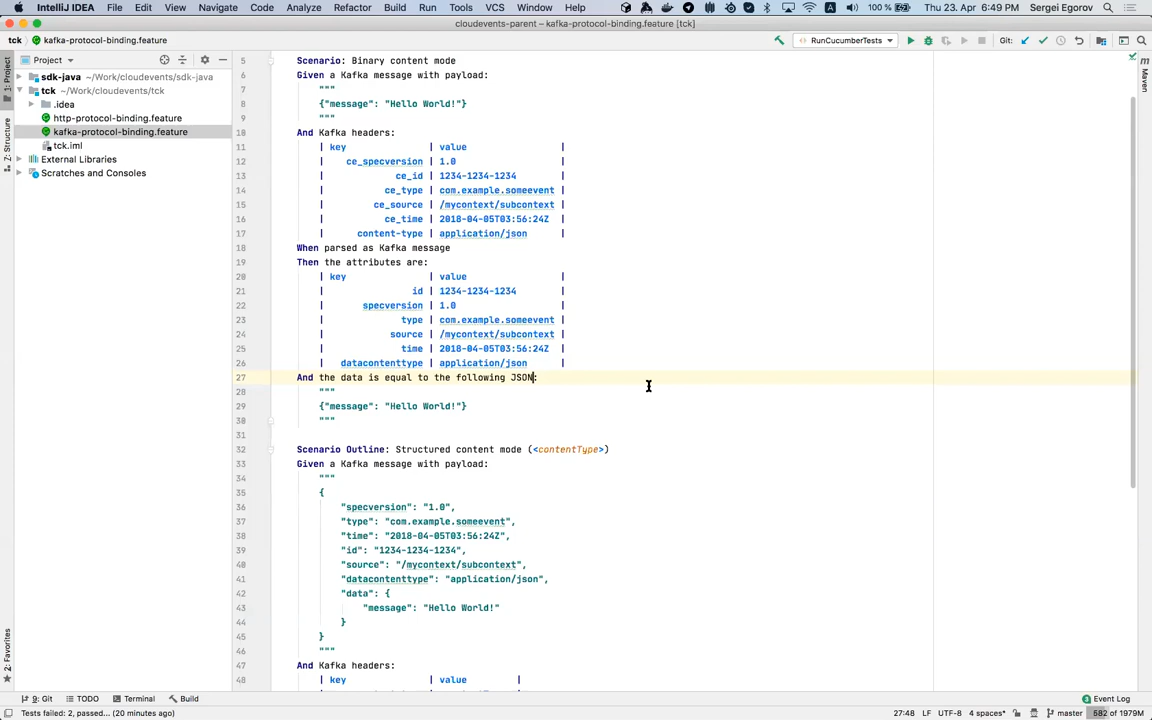 IntelliJ IDEA File Edit View Navigate Code Analyze Refactor Build Run Tools VCS Window Help 100 % Thu 23. Apr 6:49 PM Sergei Egorov
cloudevents-parent – kafka-protocol-binding.feature [tck]
tck kafka-protocol-binding.feature RunCucumberTests Git:
Project
sdk-java ~/Work/cloudevents/sdk-java
tck ~/Work/cloudevents/tck
.idea
http-protocol-binding.feature
kafka-protocol-binding.feature
tck.iml
External Libraries
Scratches and Consoles
1: Project
Z: Structure
2: Favorites
Maven
5 Scenario: Binary content mode
6 Given a Kafka message with payload:
7 """
8 {"message": "Hello World!"}
9 """
10 And Kafka headers:
11 | key | value |
12 | ce_specversion | 1.0 |
13 | ce_id | 1234-1234-1234 |
14 | ce_type | com.example.someevent |
15 | ce_source | /mycontext/subcontext |
16 | ce_time | 2018-04-05T03:56:24Z |
17 | content-type | application/json |
18 When parsed as Kafka message
19 Then the attributes are:
20 | key | value |
21 | id | 1234-1234-1234 |
22 | specversion | 1.0 |
23 | type | com.example.someevent |
24 | source | /mycontext/subcontext |
25 | time | 2018-04-05T03:56:24Z |
26 | datacontenttype | application/json |
27 And the data is equal to the following JSON:
28 """
29 {"message": "Hello World!"}
30 """
31
32 Scenario Outline: Structured content mode (<contentType>)
33 Given a Kafka message with payload:
34 """
35 {
36 "specversion": "1.0",
37 "type": "com.example.someevent",
38 "time": "2018-04-05T03:56:24Z",
39 "id": "1234-1234-1234",
40 "source": "/mycontext/subcontext",
41 "datacontenttype": "application/json",
42 "data": {
43 "message": "Hello World!"
44 }
45 }
46 """
47 And Kafka headers:
48 | key | value |
9: Git TODO Terminal Build 3 Event Log
Tests failed: 2, passed... (20 minutes ago) 27:48 LF UTF-8 4 spaces* master 582 of 1979M